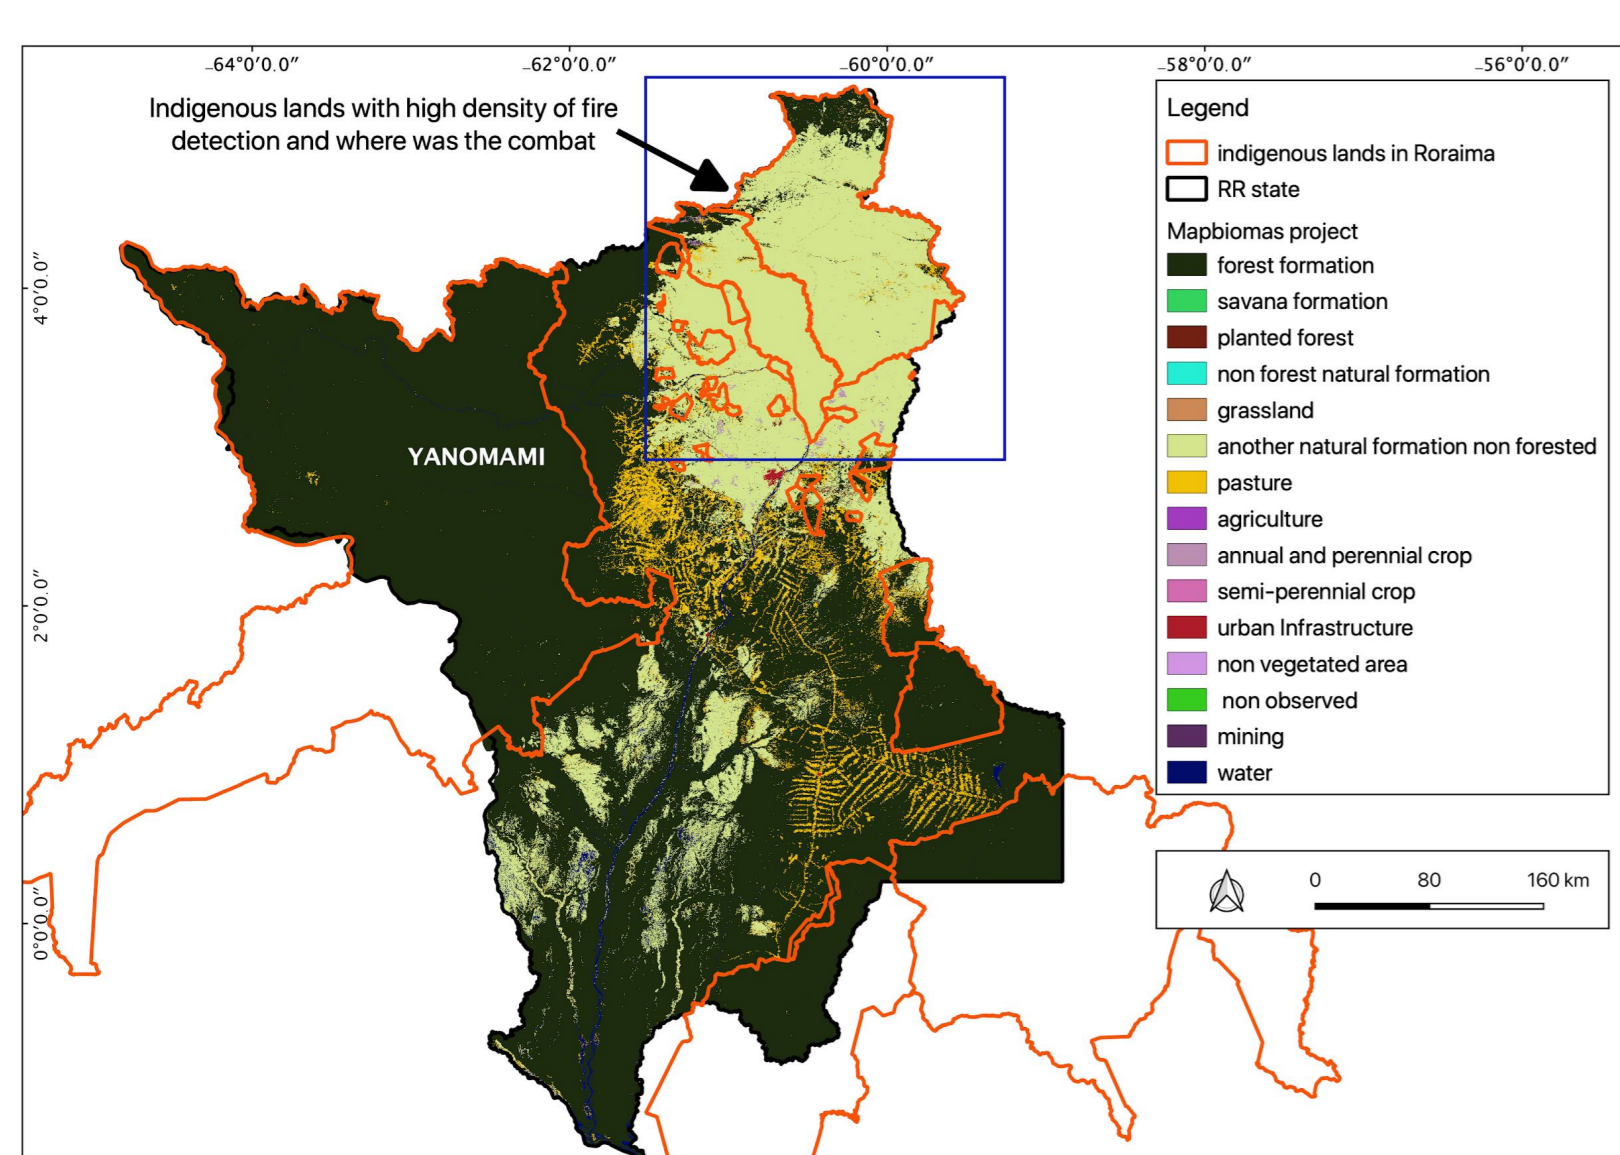 –64°0′0.0″ –62°0′0.0″ –60°0′0.0″ –58°0′0.0″ –56°0′0.0″
Indigenous lands with high density of fire
detection and where was the combat
4°0′0.0″
2°0′0.0″
0°0′0.0″
YANOMAMI
Legend
indigenous lands in Roraima
RR state
Mapbiomas project
forest formation
savana formation
planted forest
non forest natural formation
grassland
another natural formation non forested
pasture
agriculture
annual and perennial crop
semi-perennial crop
urban Infrastructure
non vegetated area
non observed
mining
water
0 80 160 km